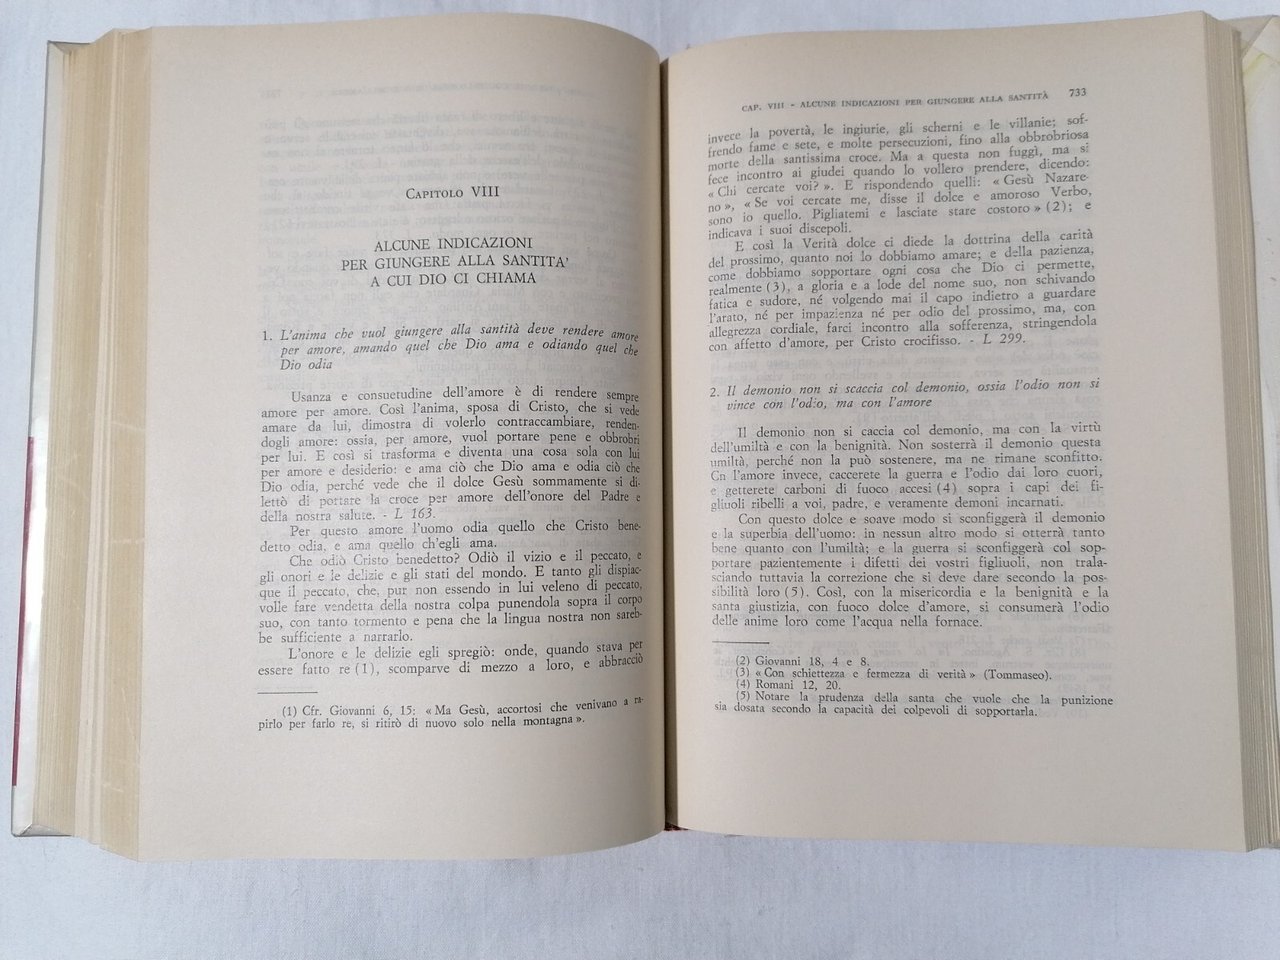 Capitolo VIII
ALCUNE INDICAZIONI
PER GIUNGERE ALLA SANTITA'
A CUI DIO CI CHIAMA
1. L'anima che vuol giungere alla santità deve rendere amore
per amore, amando quel che Dio ama e odiando quel che
Dio odia
Usanza e consuetudine dell'amore è di rendere sempre
amore per amore. Così l'anima, sposa di Cristo, che si vede
amare da lui, dimostra di volerlo contraccambiare, renden-
dogli amore: ossia, per amore, vuol portare pene e obbrobri
per lui. E così si trasforma e diventa una cosa sola con lui
per amore e desiderio: e ama ciò che Dio ama e odia ciò che
Dio odia, perché vede che il dolce Gesù sommamente si di-
lettò di portare la croce per amore dell'onore del Padre e
della nostra salute. - L 163.
Per questo amore l'uomo odia quello che Cristo bene-
detto odia, e ama quello ch'egli ama.
Che odiò Cristo benedetto? Odiò il vizio e il peccato, e
gli onori e le delizie e gli stati del mondo. E tanto gli dispiac-
que il peccato, che, pur non essendo in lui veleno di peccato,
volle fare vendetta della nostra colpa punendola sopra il corpo
suo, con tanto tormento e pena che la lingua nostra non sareb-
be sufficiente a narrarlo.
L'onore e le delizie egli spregiò: onde, quando stava per
essere fatto re (1), scomparve di mezzo a loro, e abbracciò
(1) Cfr. Giovanni 6, 15: « Ma Gesù, accortosi che venivano a ra-
pirlo per farlo re, si ritirò di nuovo solo nella montagna ».
CAP. VIII - ALCUNE INDICAZIONI PER GIUNGERE ALLA SANTITÀ 733
invece la povertà, le ingiurie, gli scherni e le villanie; sof-
frendo fame e sete, e molte persecuzioni, fino alla obbrobriosa
morte della santissima croce. Ma a questa non fuggì, ma si
fece incontro ai giudei quando lo vollero prendere, dicendo:
« Chi cercate voi? ». E rispondendo quelli: « Gesù Nazare-
no », « Se voi cercate me, disse il dolce e amoroso Verbo,
sono io quello. Pigliatemi e lasciate stare costoro » (2); e
indicava i suoi discepoli.
E così la Verità dolce ci diede la dottrina della carità
del prossimo, quanto noi lo dobbiamo amare; e della pazienza,
come dobbiamo sopportare ogni cosa che Dio ci permette,
realmente (3), a gloria e a lode del nome suo, non schivando
fatica e sudore, né volgendo mai il capo indietro a guardare
l'arato, né per impazienza né per odio del prossimo, ma, con
allegrezza cordiale, farci incontro alla sofferenza, stringendola
con affetto d'amore, per Cristo crocifisso. - L 299.
2. Il demonio non si scaccia col demonio, ossia l'odio non si
vince con l'odio, ma con l'amore
Il demonio non si caccia col demonio, ma con la virtù
dell'umiltà e con la benignità. Non sosterrà il demonio questa
umiltà, perché non la può sostenere, ma ne rimane sconfitto.
Cn l'amore invece, caccerete la guerra e l'odio dai loro cuori,
e getterete carboni di fuoco accesi (4) sopra i capi dei fi-
gliuoli ribelli a voi, padre, e veramente demoni incarnati.
Con questo dolce e soave modo si sconfiggerà il demonio
e la superbia dell'uomo: in nessun altro modo si otterrà tanto
bene quanto con l'umiltà; e la guerra si sconfiggerà col sop-
portare pazientemente i difetti dei vostri figliuoli, non trala-
sciando tuttavia la correzione che si deve dare secondo la pos-
sibilità loro (5). Così, con la misericordia e la benignità e la
santa giustizia, con fuoco dolce d'amore, si consumerà l'odio
delle anime loro come l'acqua nella fornace.
(2) Giovanni 18, 4 e 8.
(3) « Con schiettezza e fermezza di verità » (Tommaseo).
(4) Romani 12, 20.
(5) Notare la prudenza della santa che vuole che la punizione
sia dosata secondo la capacità dei colpevoli di sopportarla.